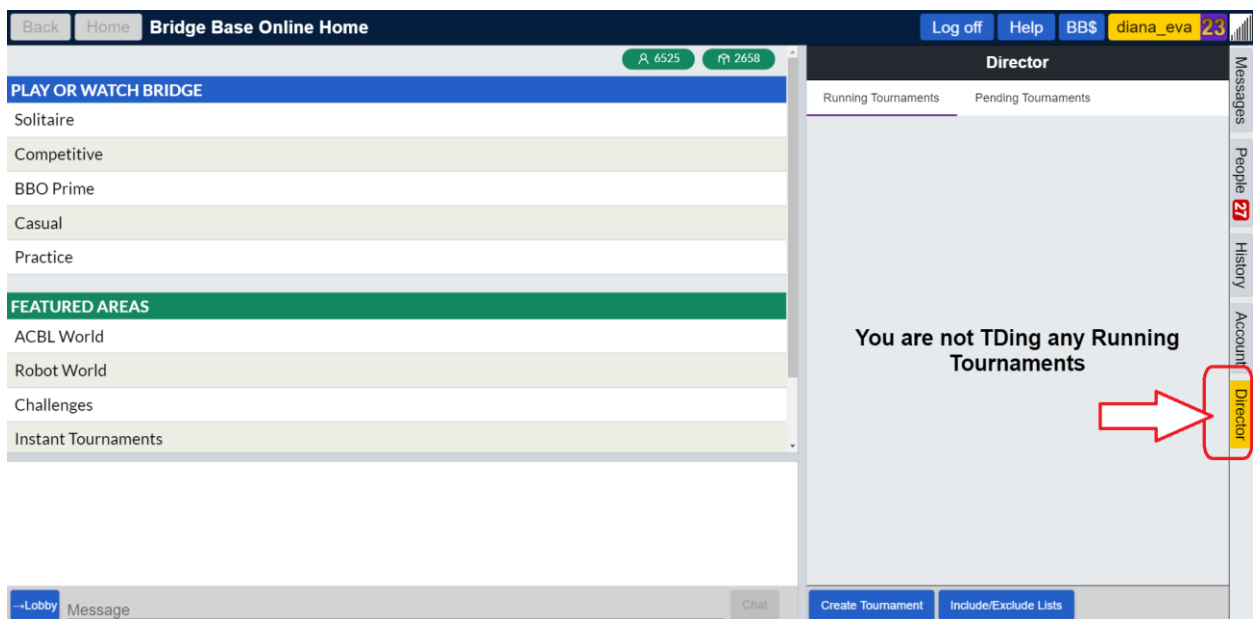 Back Home Bridge Base Online Home Log off Help BB$ diana_eva 23
6525 2658
PLAY OR WATCH BRIDGE
Solitaire
Competitive
BBO Prime
Casual
Practice
FEATURED AREAS
ACBL World
Robot World
Challenges
Instant Tournaments
→Lobby Message Chat
Director
Running Tournaments Pending Tournaments
You are not TDing any Running
Tournaments
Create Tournament Include/Exclude Lists
Messages
People 27
History
Account
Director